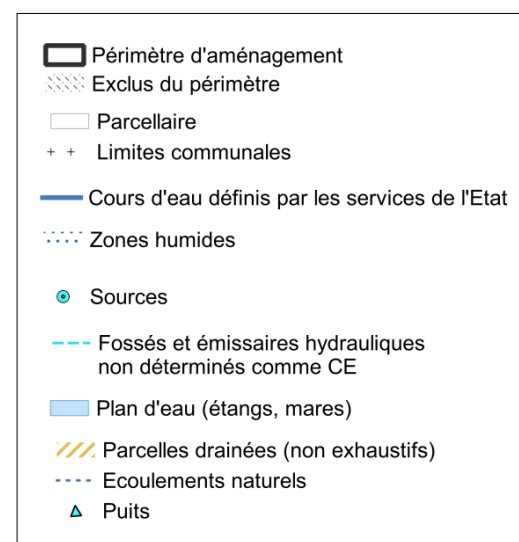 Périmètre d'aménagement
Exclus du périmètre
Parcellaire
Limites communales
Cours d'eau définis par les services de l'Etat
Zones humides
Sources
Fossés et émissaires hydrauliques
non déterminés comme CE
Plan d'eau (étangs, mares)
Parcelles drainées (non exhaustifs)
Ecoulements naturels
Puits